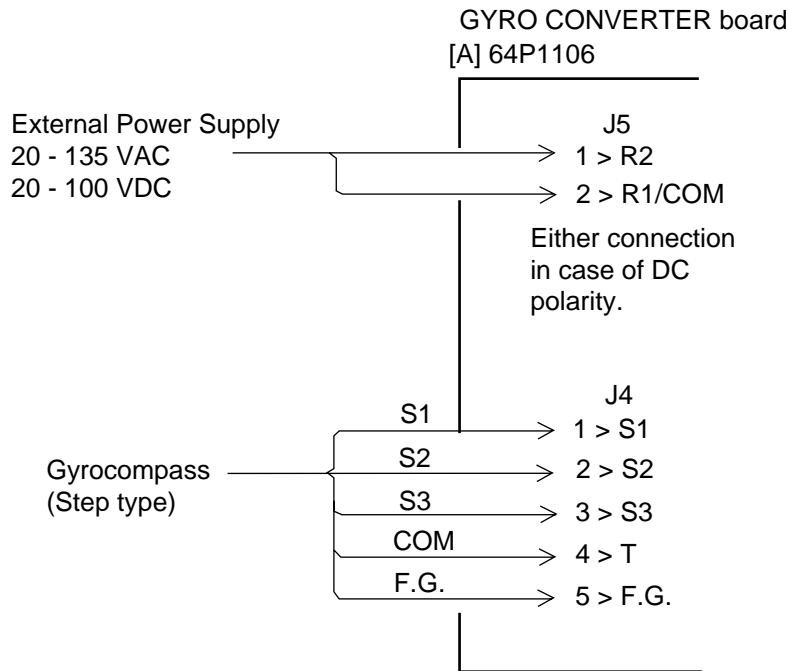 GYRO CONVERTER board
[A] 64P1106
External Power Supply
20 - 135 VAC
20 - 100 VDC
J5
1 > R2
2 > R1/COM
Either connection
in case of DC
polarity.
J4
Gyrocompass
(Step type)
S1
1 > S1
S2
2 > S2
S3
3 > S3
COM
4 > T
F.G.
5 > F.G.